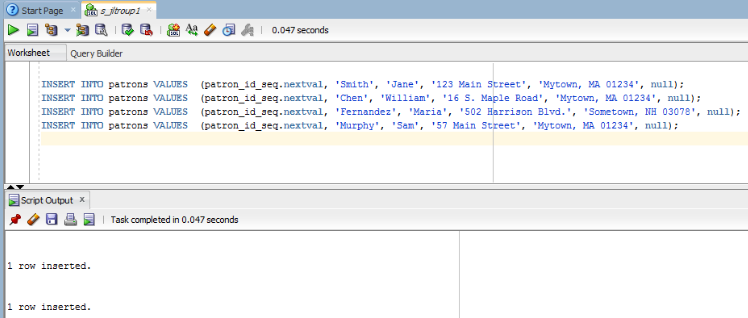 Start Page
s_jltroup1
0.047 seconds
Worksheet
Query Builder
INSERT INTO patrons VALUES (patron_id_seq.nextval, 'Smith', 'Jane', '123 Main Street', 'Mytown, MA 01234', null);
INSERT INTO patrons VALUES (patron_id_seq.nextval, 'Chen', 'William', '16 S. Maple Road', 'Mytown, MA 01234', null);
INSERT INTO patrons VALUES (patron_id_seq.nextval, 'Fernandez', 'Maria', '502 Harrison Blvd.', 'Sometown, NH 03078', null);
INSERT INTO patrons VALUES (patron_id_seq.nextval, 'Murphy', 'Sam', '57 Main Street', 'Mytown, MA 01234', null);
Script Output
Task completed in 0.047 seconds
1 row inserted.
1 row inserted.